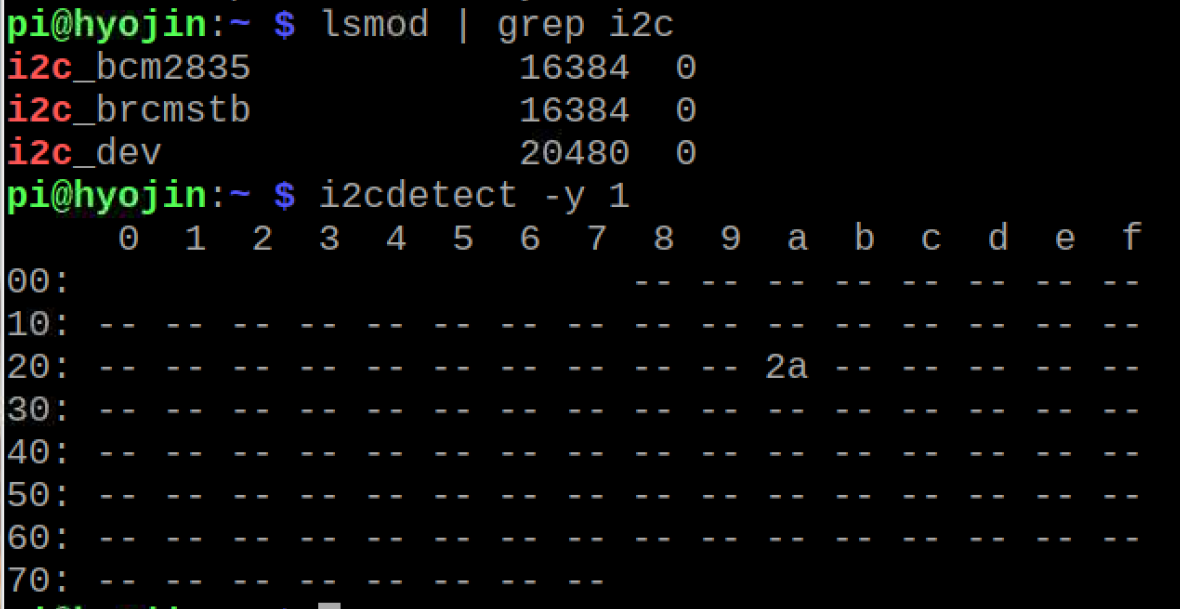 pi@hyojin:~ $ lsmod | grep i2c
i2c_bcm2835 16384 0
i2c_brcmstb 16384 0
i2c_dev 20480 0
pi@hyojin:~ $ i2cdetect -y 1
0 1 2 3 4 5 6 7 8 9 a b c d e f
00: -- -- -- -- -- -- -- --
10: -- -- -- -- -- -- -- -- -- -- -- -- -- -- -- --
20: -- -- -- -- -- -- -- -- -- -- 2a -- -- -- -- --
30: -- -- -- -- -- -- -- -- -- -- -- -- -- -- -- --
40: -- -- -- -- -- -- -- -- -- -- -- -- -- -- -- --
50: -- -- -- -- -- -- -- -- -- -- -- -- -- -- -- --
60: -- -- -- -- -- -- -- -- -- -- -- -- -- -- -- --
70: -- -- -- -- -- -- -- --